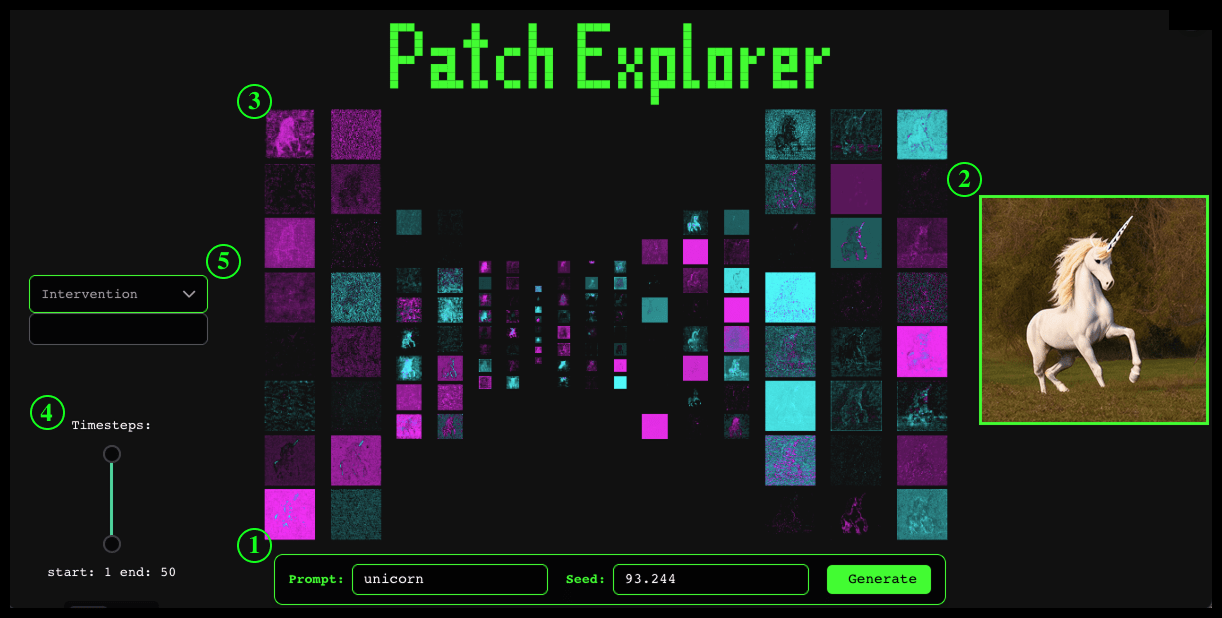 Patch Explorer
3
2
5
Intervention
4
Timesteps:
start: 1 end: 50
1
Prompt: unicorn Seed: 93.244 Generate